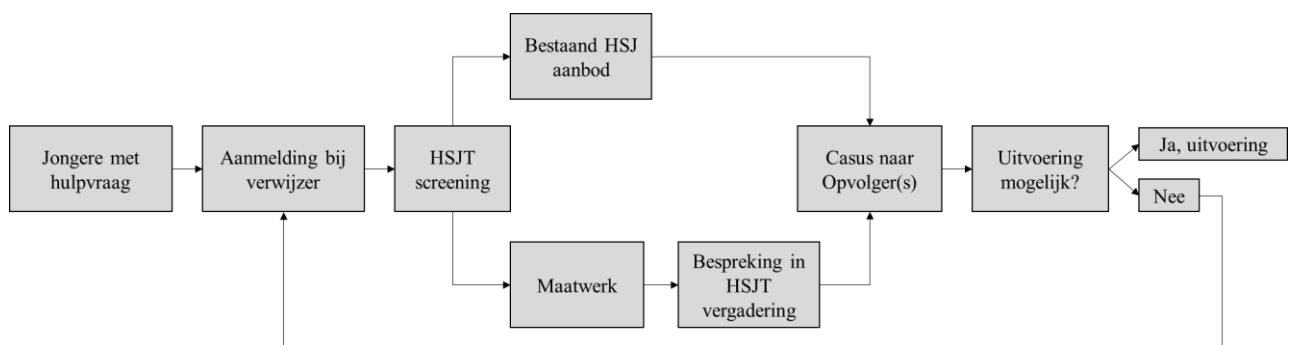 Bestaand HSJ
aanbod
Jongere met
hulpvraag
Aanmelding bij
verwijzer
HSJT
screening
Casus naar
Opvolger(s)
Uitvoering
mogelijk?
Ja, uitvoering
Nee
Maatwerk
Bespreking in
HSJT
vergadering